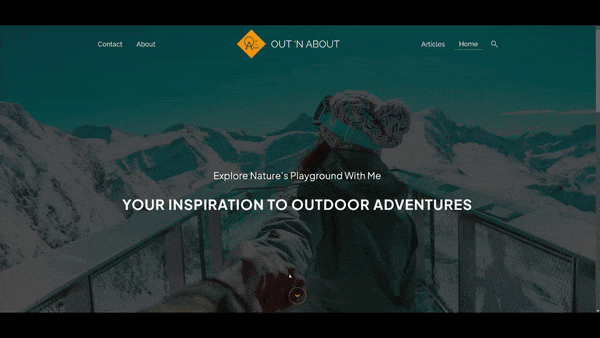 Contact About OUT 'N ABOUT Articles Home
Explore Nature's Playground With Me
YOUR INSPIRATION TO OUTDOOR ADVENTURES